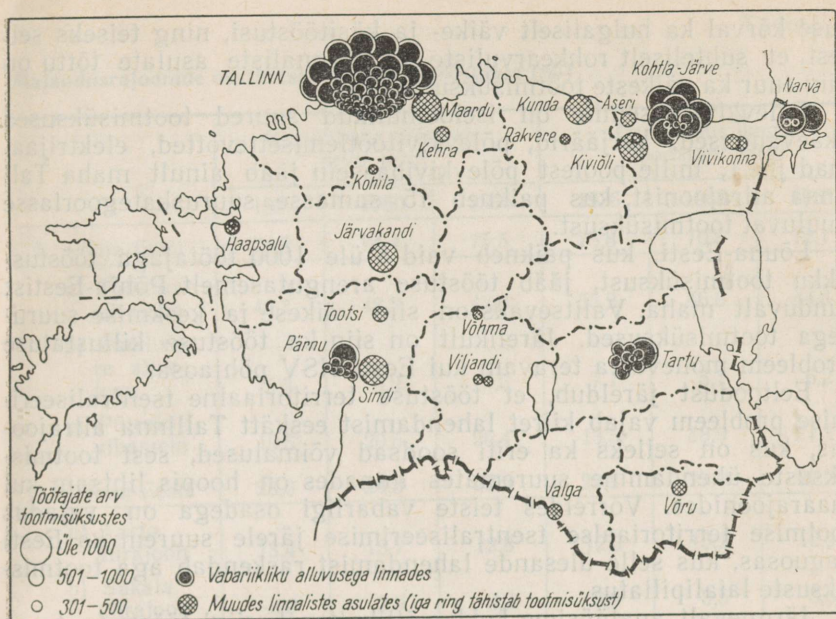 TALLINN
Maardu
Kehra
Kunda
Aseri
Rakvere
Kiviõli
Kohtla-Järve
Narva
Viivikonna
Kohila
Haapsalu
Järvakandi
Tootsi
Võhma
Pärnu
Sindi
Viljandi
Tartu
Valga
Võru
Töötajate arv
tootmisüksustes
Üle 1000
501–1000
301–500
Vabariikliku alluvusega linnades
Muudes linnalistes asulates (iga ring tähistab tootmisüksust)